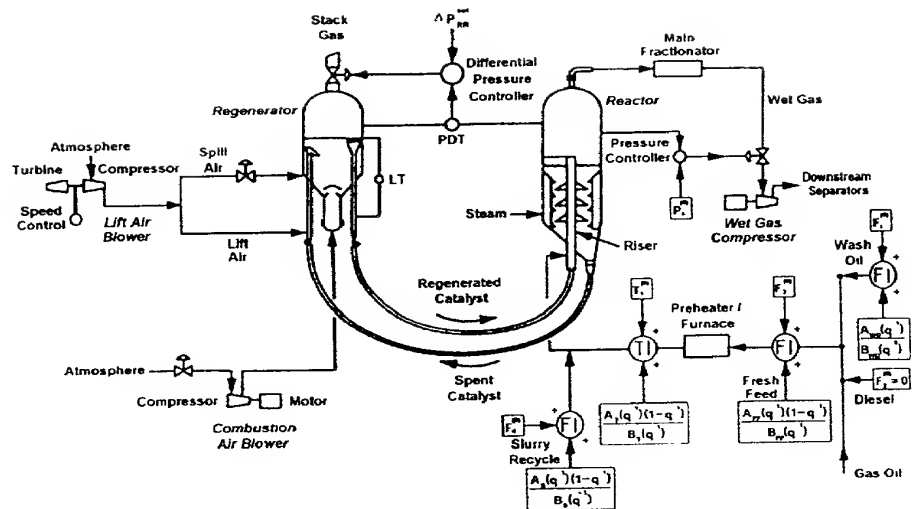 Stack
Gas
Δ P
Differential
Pressure
Controller
Main
Fractionator
Regenerator
Reactor
Wet Gas
PDT
Atmosphere
Turbine
Compressor
Spill
Air
LT
Pressure
Controller
Downstream
Separators
Speed
Control
Lift Air
Blower
Lift
Air
Steam
Wet Gas
Compressor
Riser
Wash
Oil
FI
Regenerated
Catalyst
Preheater /
Furnace
TI
FI
Spent
Catalyst
Atmosphere
Compressor
Motor
Combustion
Air Blower
Fresh
Feed
Diesel
FI
Slurry
Recycle
Gas Oil